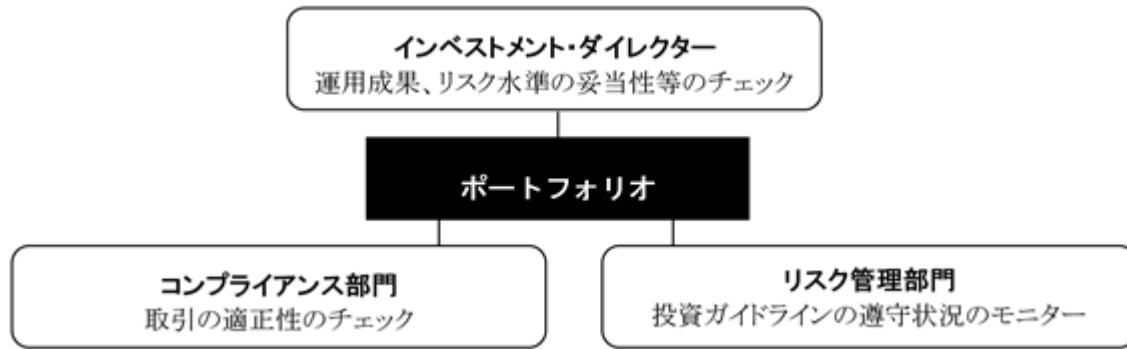 インベストメント・ダイレクター
運用成果、リスク水準の妥当性等のチェック
ポートフォリオ
コンプライアンス部門
取引の適正性のチェック
リスク管理部門
投資ガイドラインの遵守状況のモニター